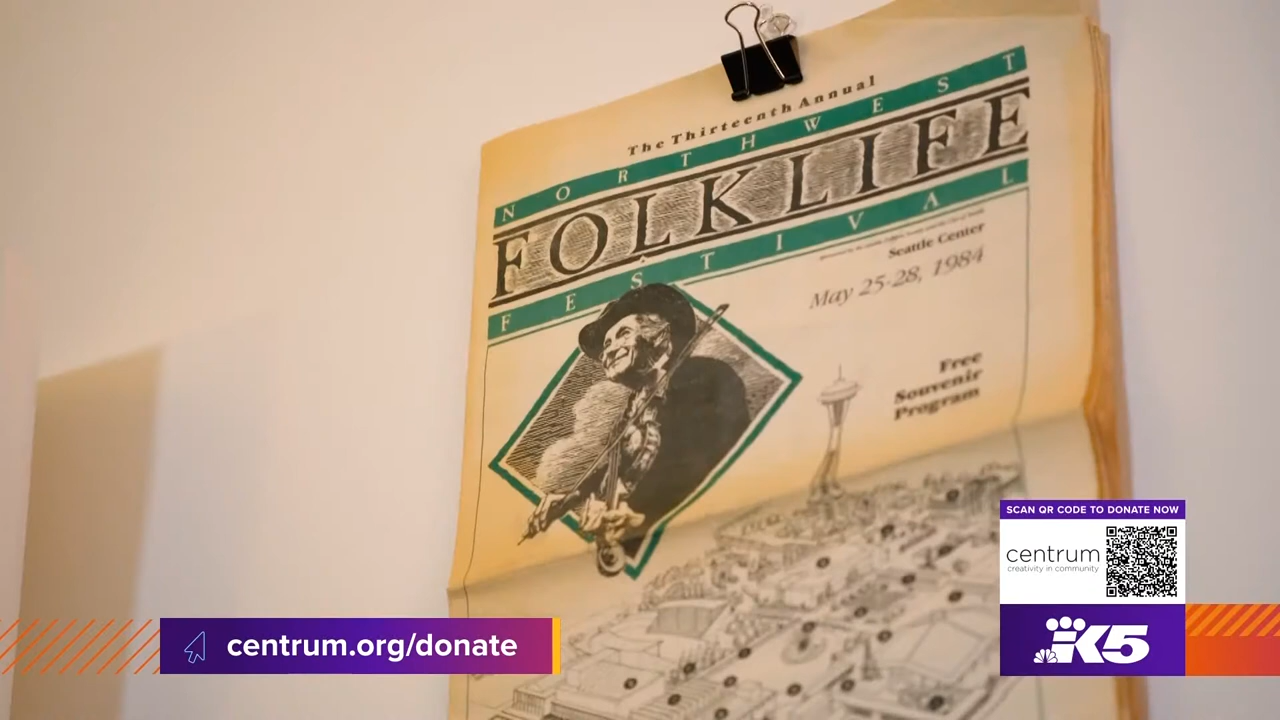 The Thirteenth Annual
NORTHWEST
FOLKLIFE
FESTIVAL
Seattle Center
May 25-28, 1984
Free
Souvenir
Program
SCAN QR CODE TO DONATE NOW
centrum
creativity in community
centrum.org/donate
K5